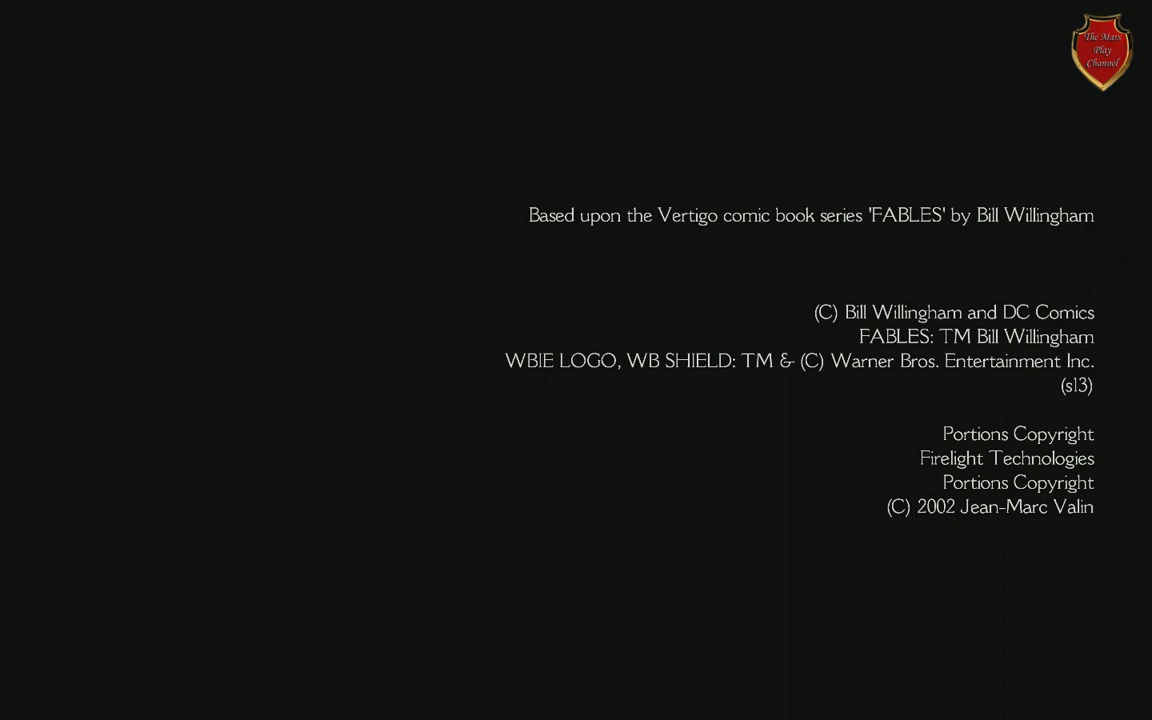 The Mars
Play
Channel
Based upon the Vertigo comic book series 'FABLES' by Bill Willingham
(C) Bill Willingham and DC Comics
FABLES: TM Bill Willingham
WBIE LOGO, WB SHIELD: TM & (C) Warner Bros. Entertainment Inc.
(s13)
Portions Copyright
Firelight Technologies
Portions Copyright
(C) 2002 Jean-Marc Valin